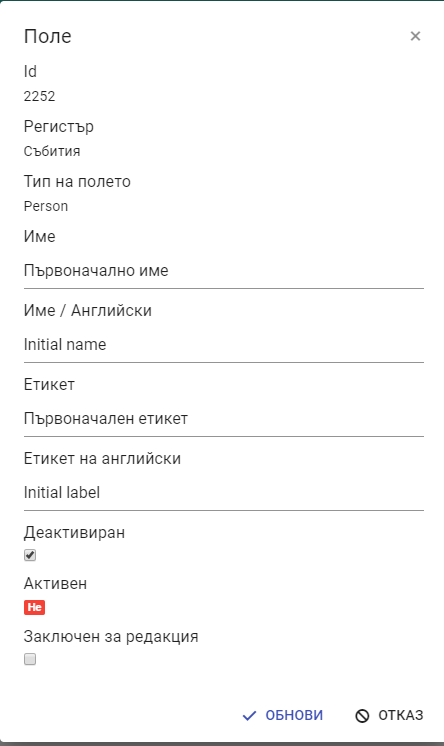 Поле
Id
2252
Регистър
Събития
Тип на полето
Person
Име
Първоначално име
Име / Английски
Initial name
Етикет
Първоначален етикет
Етикет на английски
Initial label
Деактивиран
Активен
Не
Заключен за редакция
ОБНОВИ ОТКАЗ